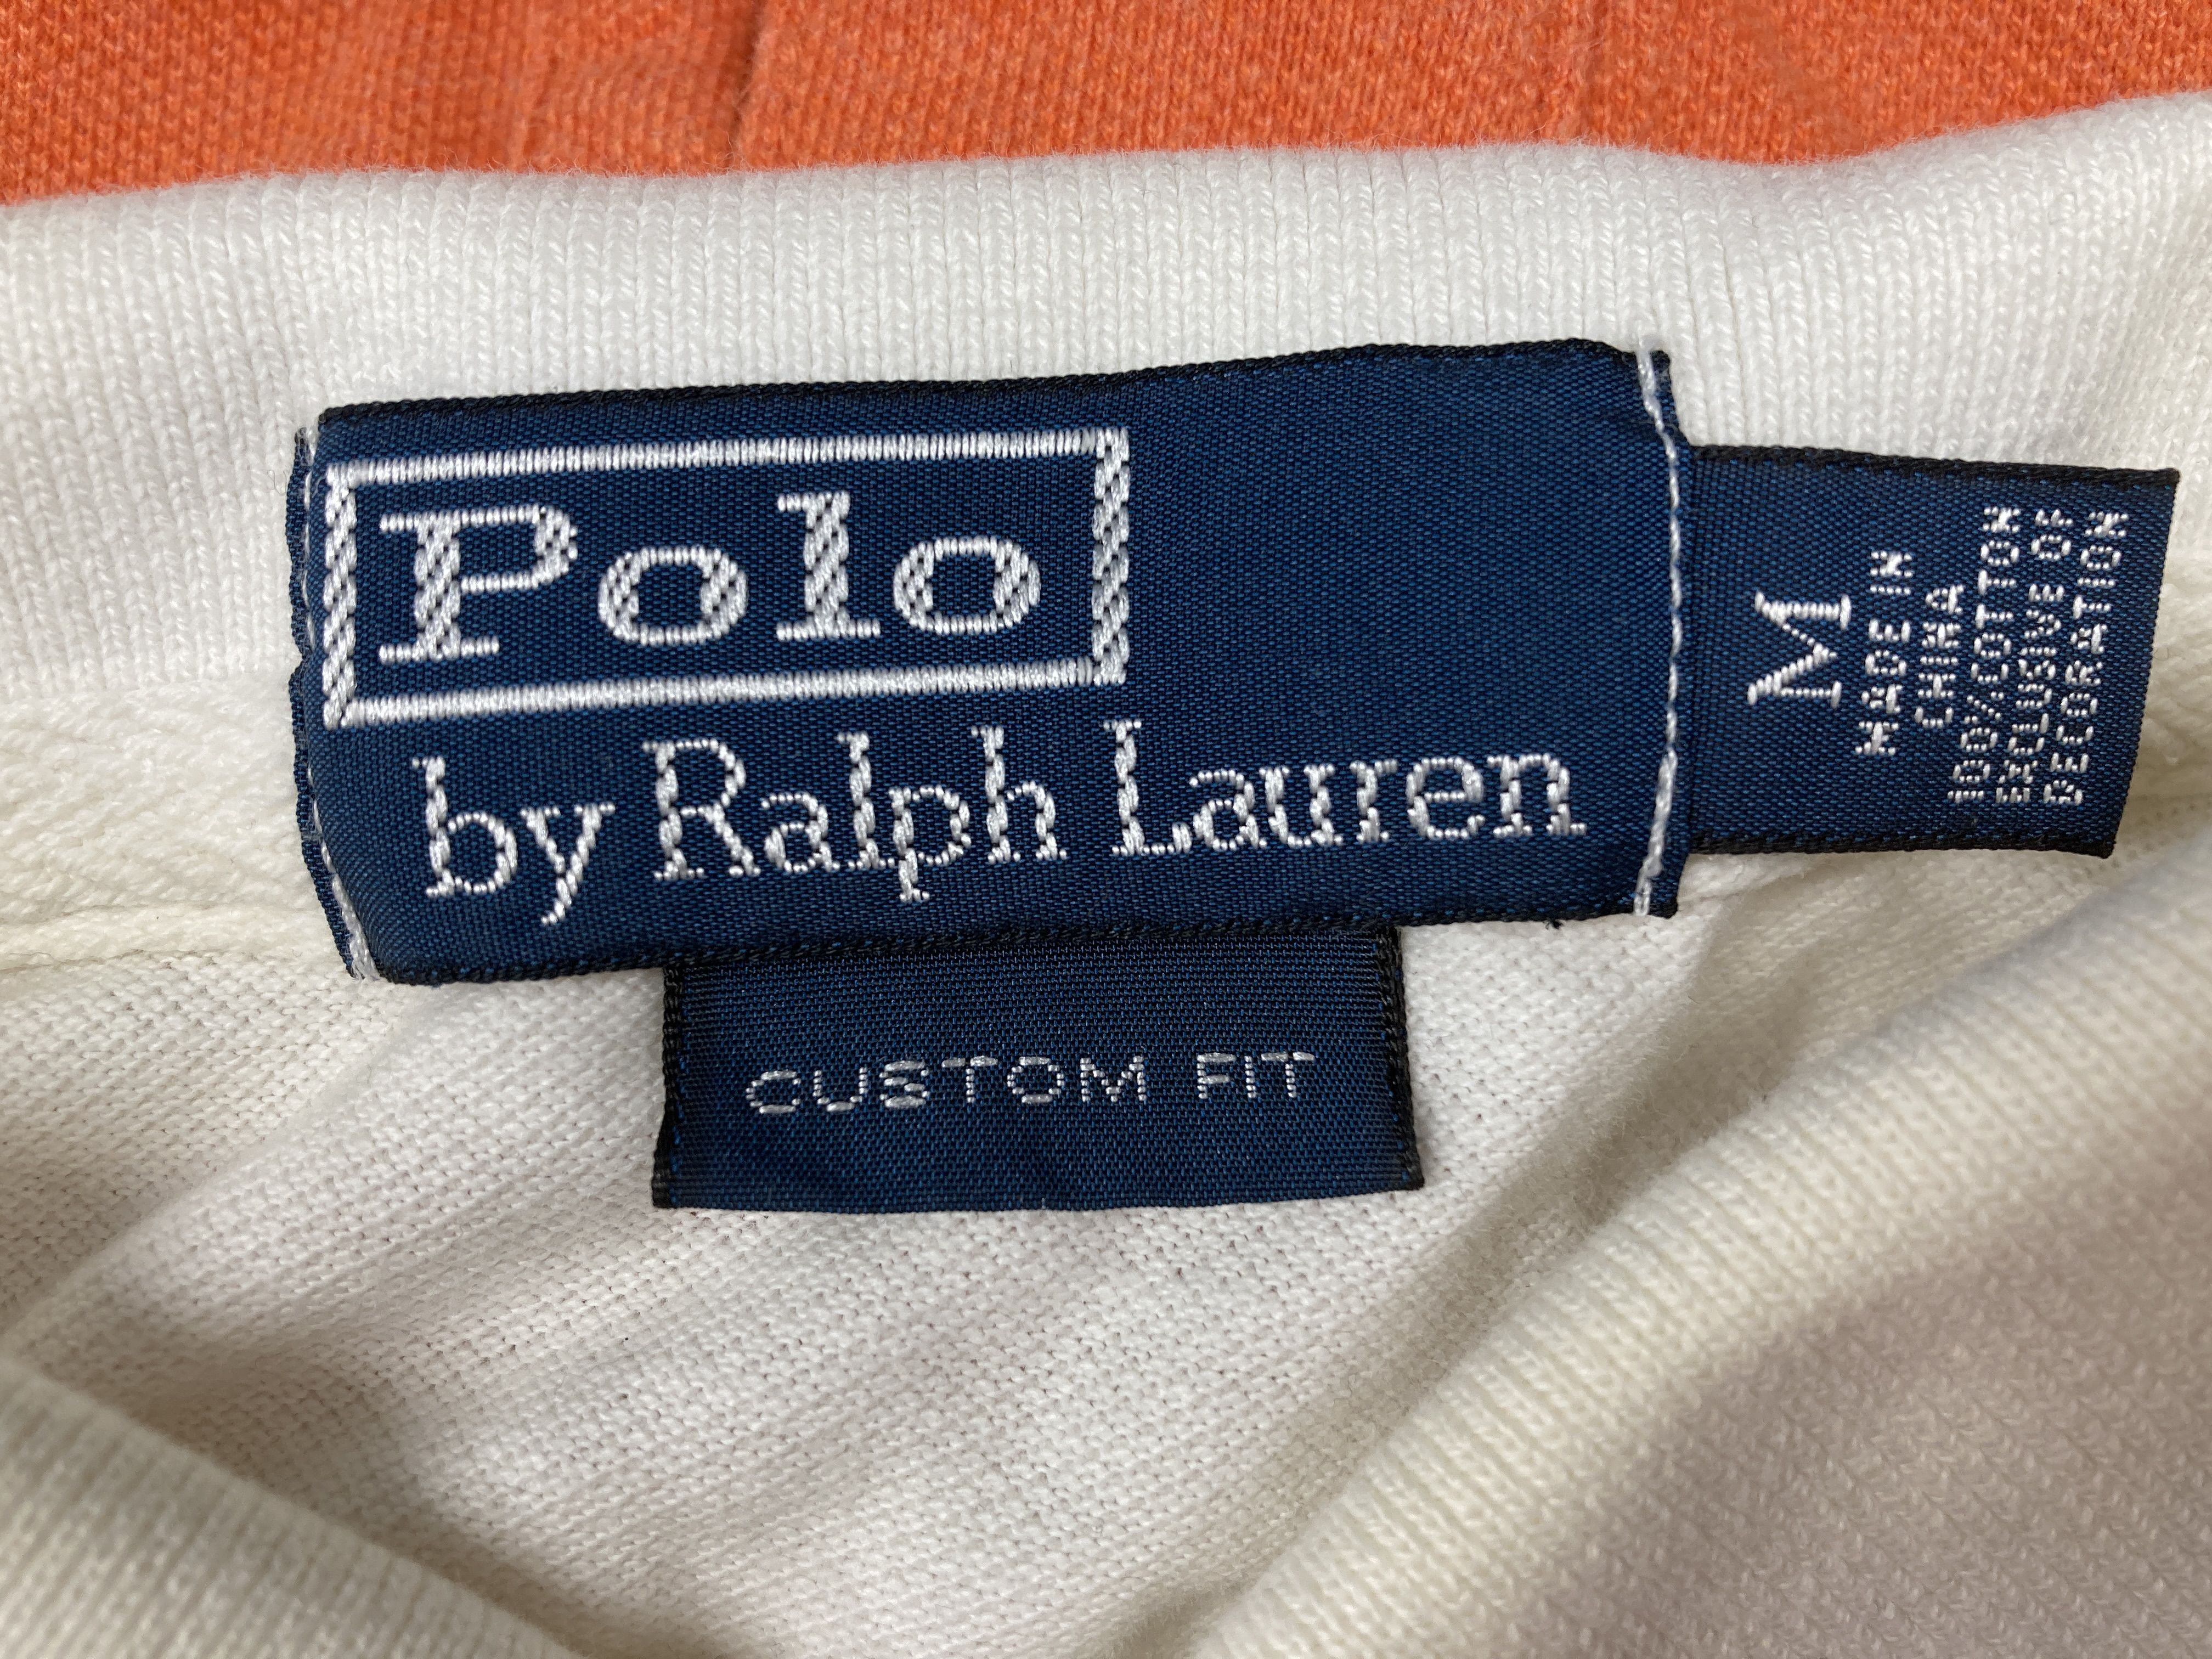 Polo
by Ralph Lauren
M
MADE IN
CHINA
100% COTTON
EXCLUSIVE OF
DECORATION
CUSTOM FIT